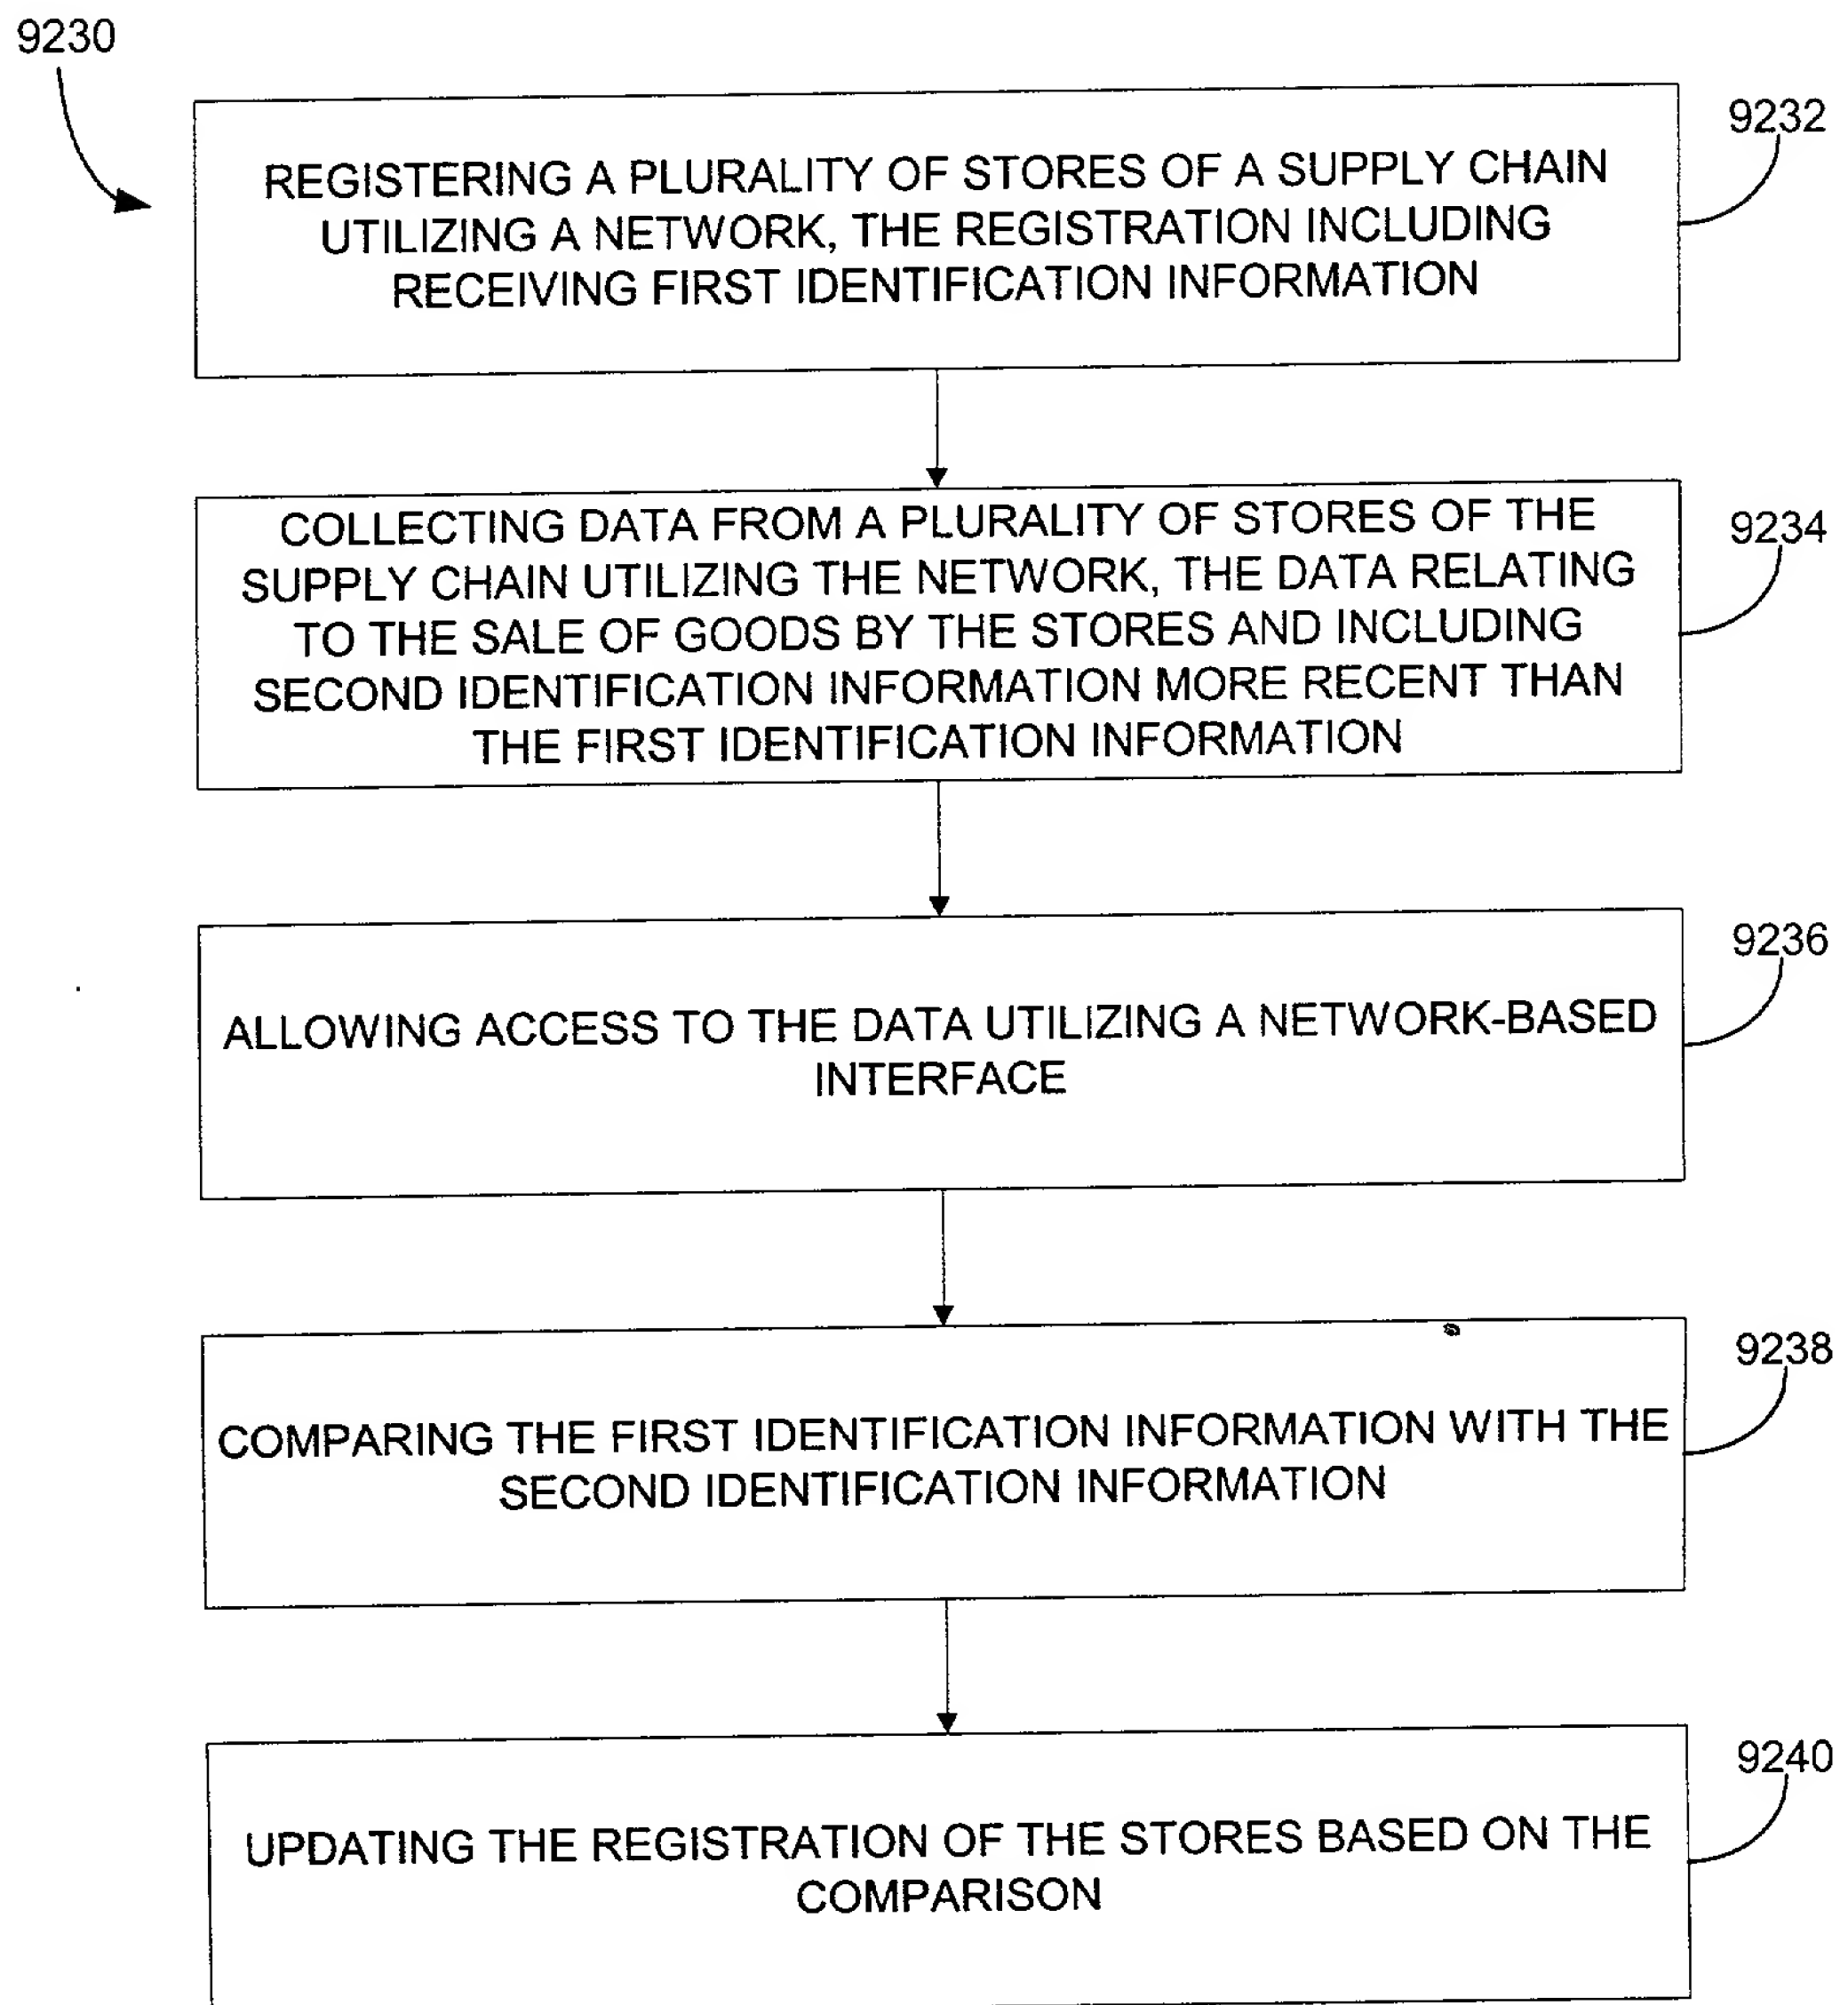 9230
9232
REGISTERING A PLURALITY OF STORES OF A SUPPLY CHAIN
UTILIZING A NETWORK, THE REGISTRATION INCLUDING
RECEIVING FIRST IDENTIFICATION INFORMATION
9234
COLLECTING DATA FROM A PLURALITY OF STORES OF THE
SUPPLY CHAIN UTILIZING THE NETWORK, THE DATA RELATING
TO THE SALE OF GOODS BY THE STORES AND INCLUDING
SECOND IDENTIFICATION INFORMATION MORE RECENT THAN
THE FIRST IDENTIFICATION INFORMATION
9236
ALLOWING ACCESS TO THE DATA UTILIZING A NETWORK-BASED
INTERFACE
9238
COMPARING THE FIRST IDENTIFICATION INFORMATION WITH THE
SECOND IDENTIFICATION INFORMATION
9240
UPDATING THE REGISTRATION OF THE STORES BASED ON THE
COMPARISON